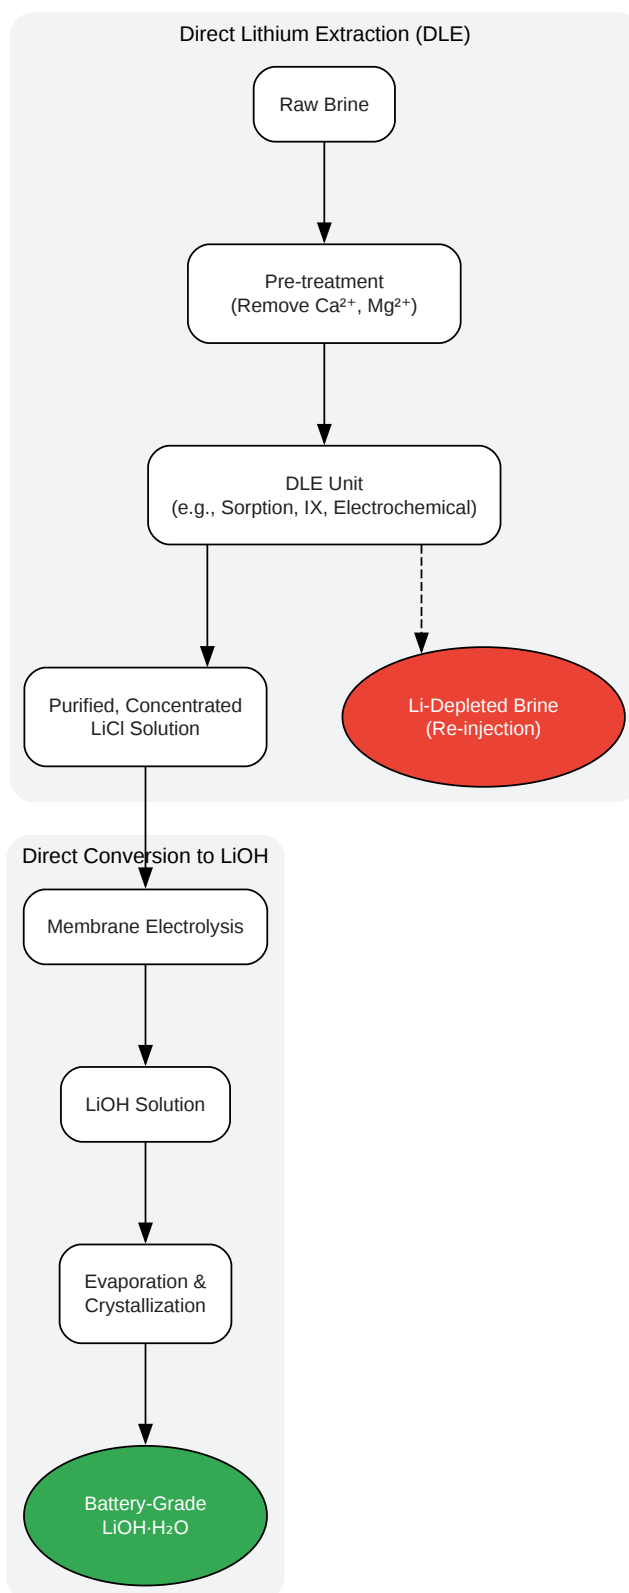 Direct Lithium Extraction (DLE)
Raw Brine
Pre-treatment
(Remove Ca²⁺, Mg²⁺)
DLE Unit
(e.g., Sorption, IX, Electrochemical)
Purified, Concentrated
LiCl Solution
Li-Depleted Brine
(Re-injection)
Direct Conversion to LiOH
Membrane Electrolysis
LiOH Solution
Evaporation &
Crystallization
Battery-Grade
LiOH·H₂O